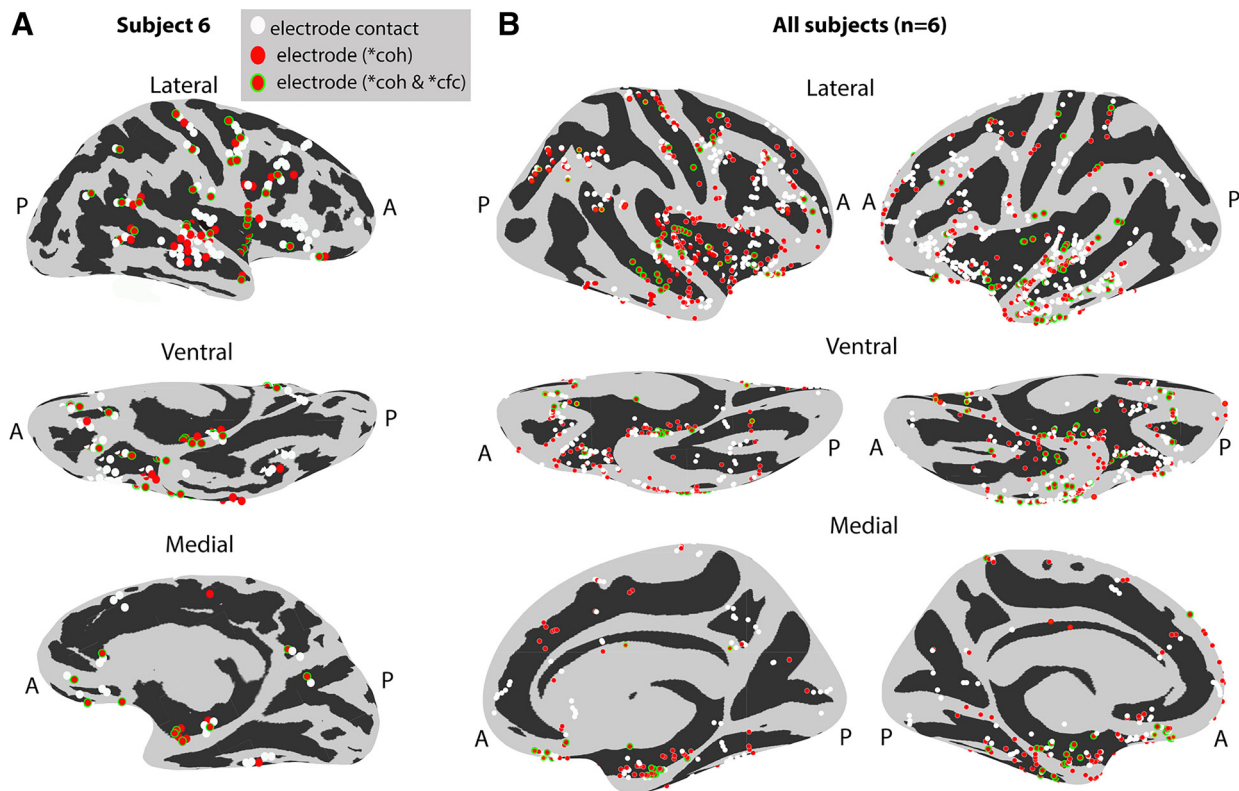 A
Subject 6
electrode contact
electrode (*coh)
electrode (*coh & *cfc)
Lateral
P
A
Ventral
A
P
Medial
A
P
B
All subjects (n=6)
Lateral
P
A
A
P
Ventral
A
P
A
P
Medial
A
P
P
A